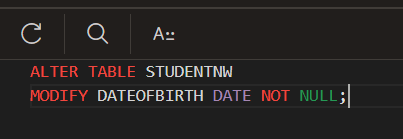 A::
ALTER TABLE STUDENTNW
MODIFY DATEOFBIRTH DATE NOT NULL;